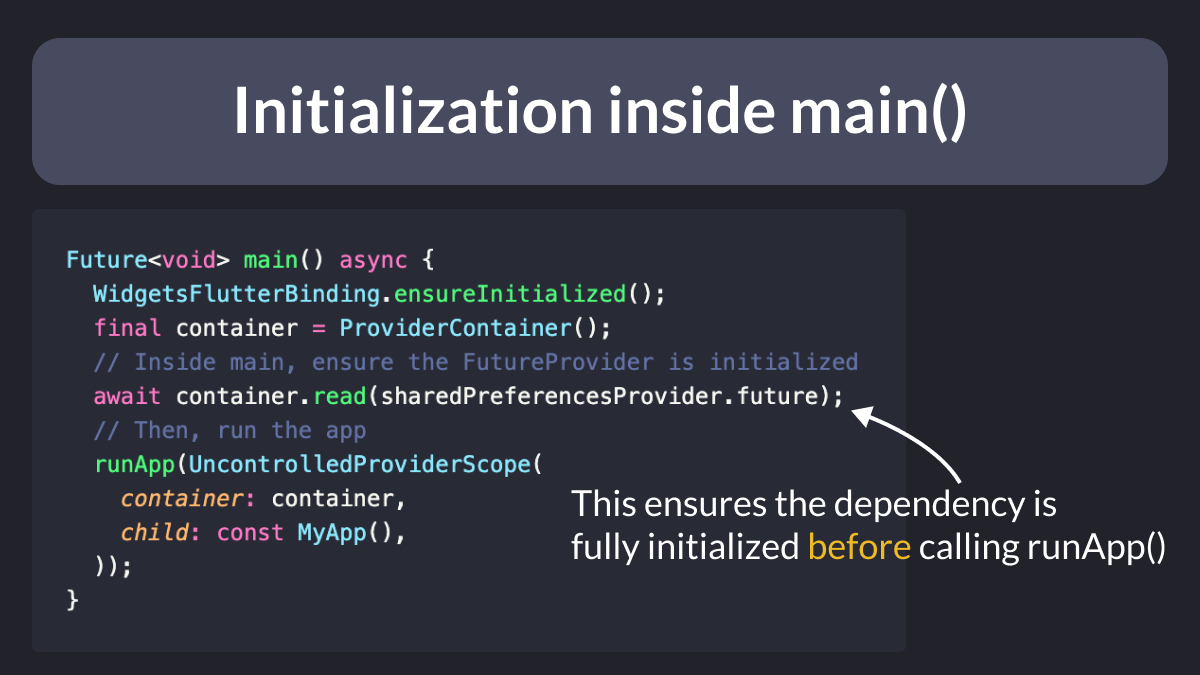 Initialization inside main()
Future<void> main() async {
  WidgetsFlutterBinding.ensureInitialized();
  final container = ProviderContainer();
  // Inside main, ensure the FutureProvider is initialized
  await container.read(sharedPreferencesProvider.future);
  // Then, run the app
  runApp(UncontrolledProviderScope(
    container: container,
    child: const MyApp(),
  ));
}
This ensures the dependency is
fully initialized before calling runApp()